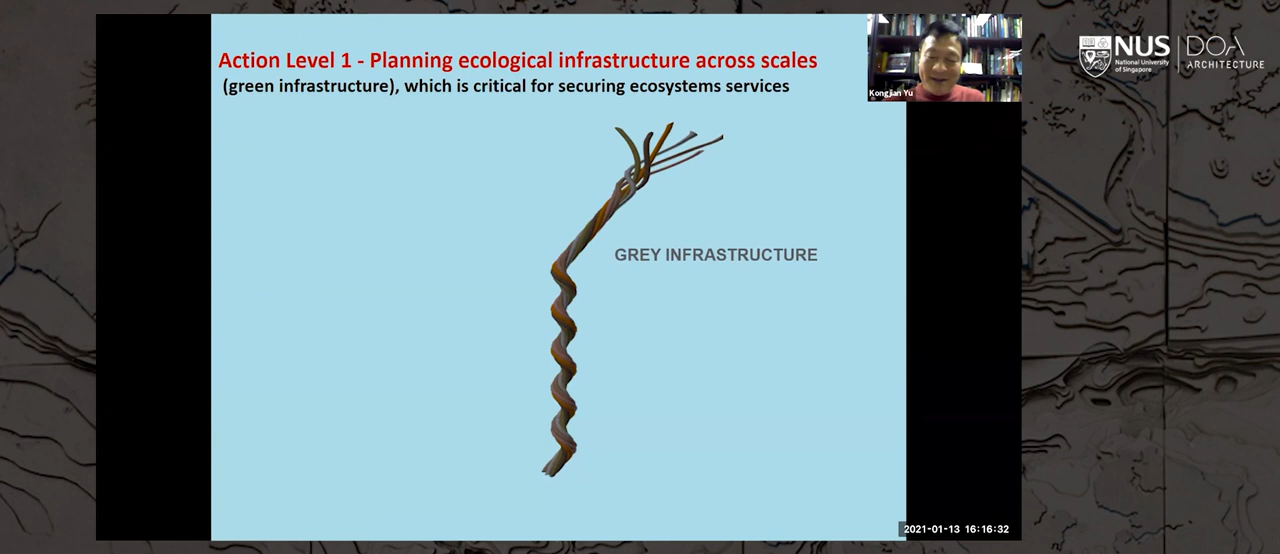 Action Level 1 - Planning ecological infrastructure across scales
(green infrastructure), which is critical for securing ecosystems services
GREY INFRASTRUCTURE
Kongjian Yu
NUS
National University
of Singapore
DOA
ARCHITECTURE
2021-01-13 16:16:32